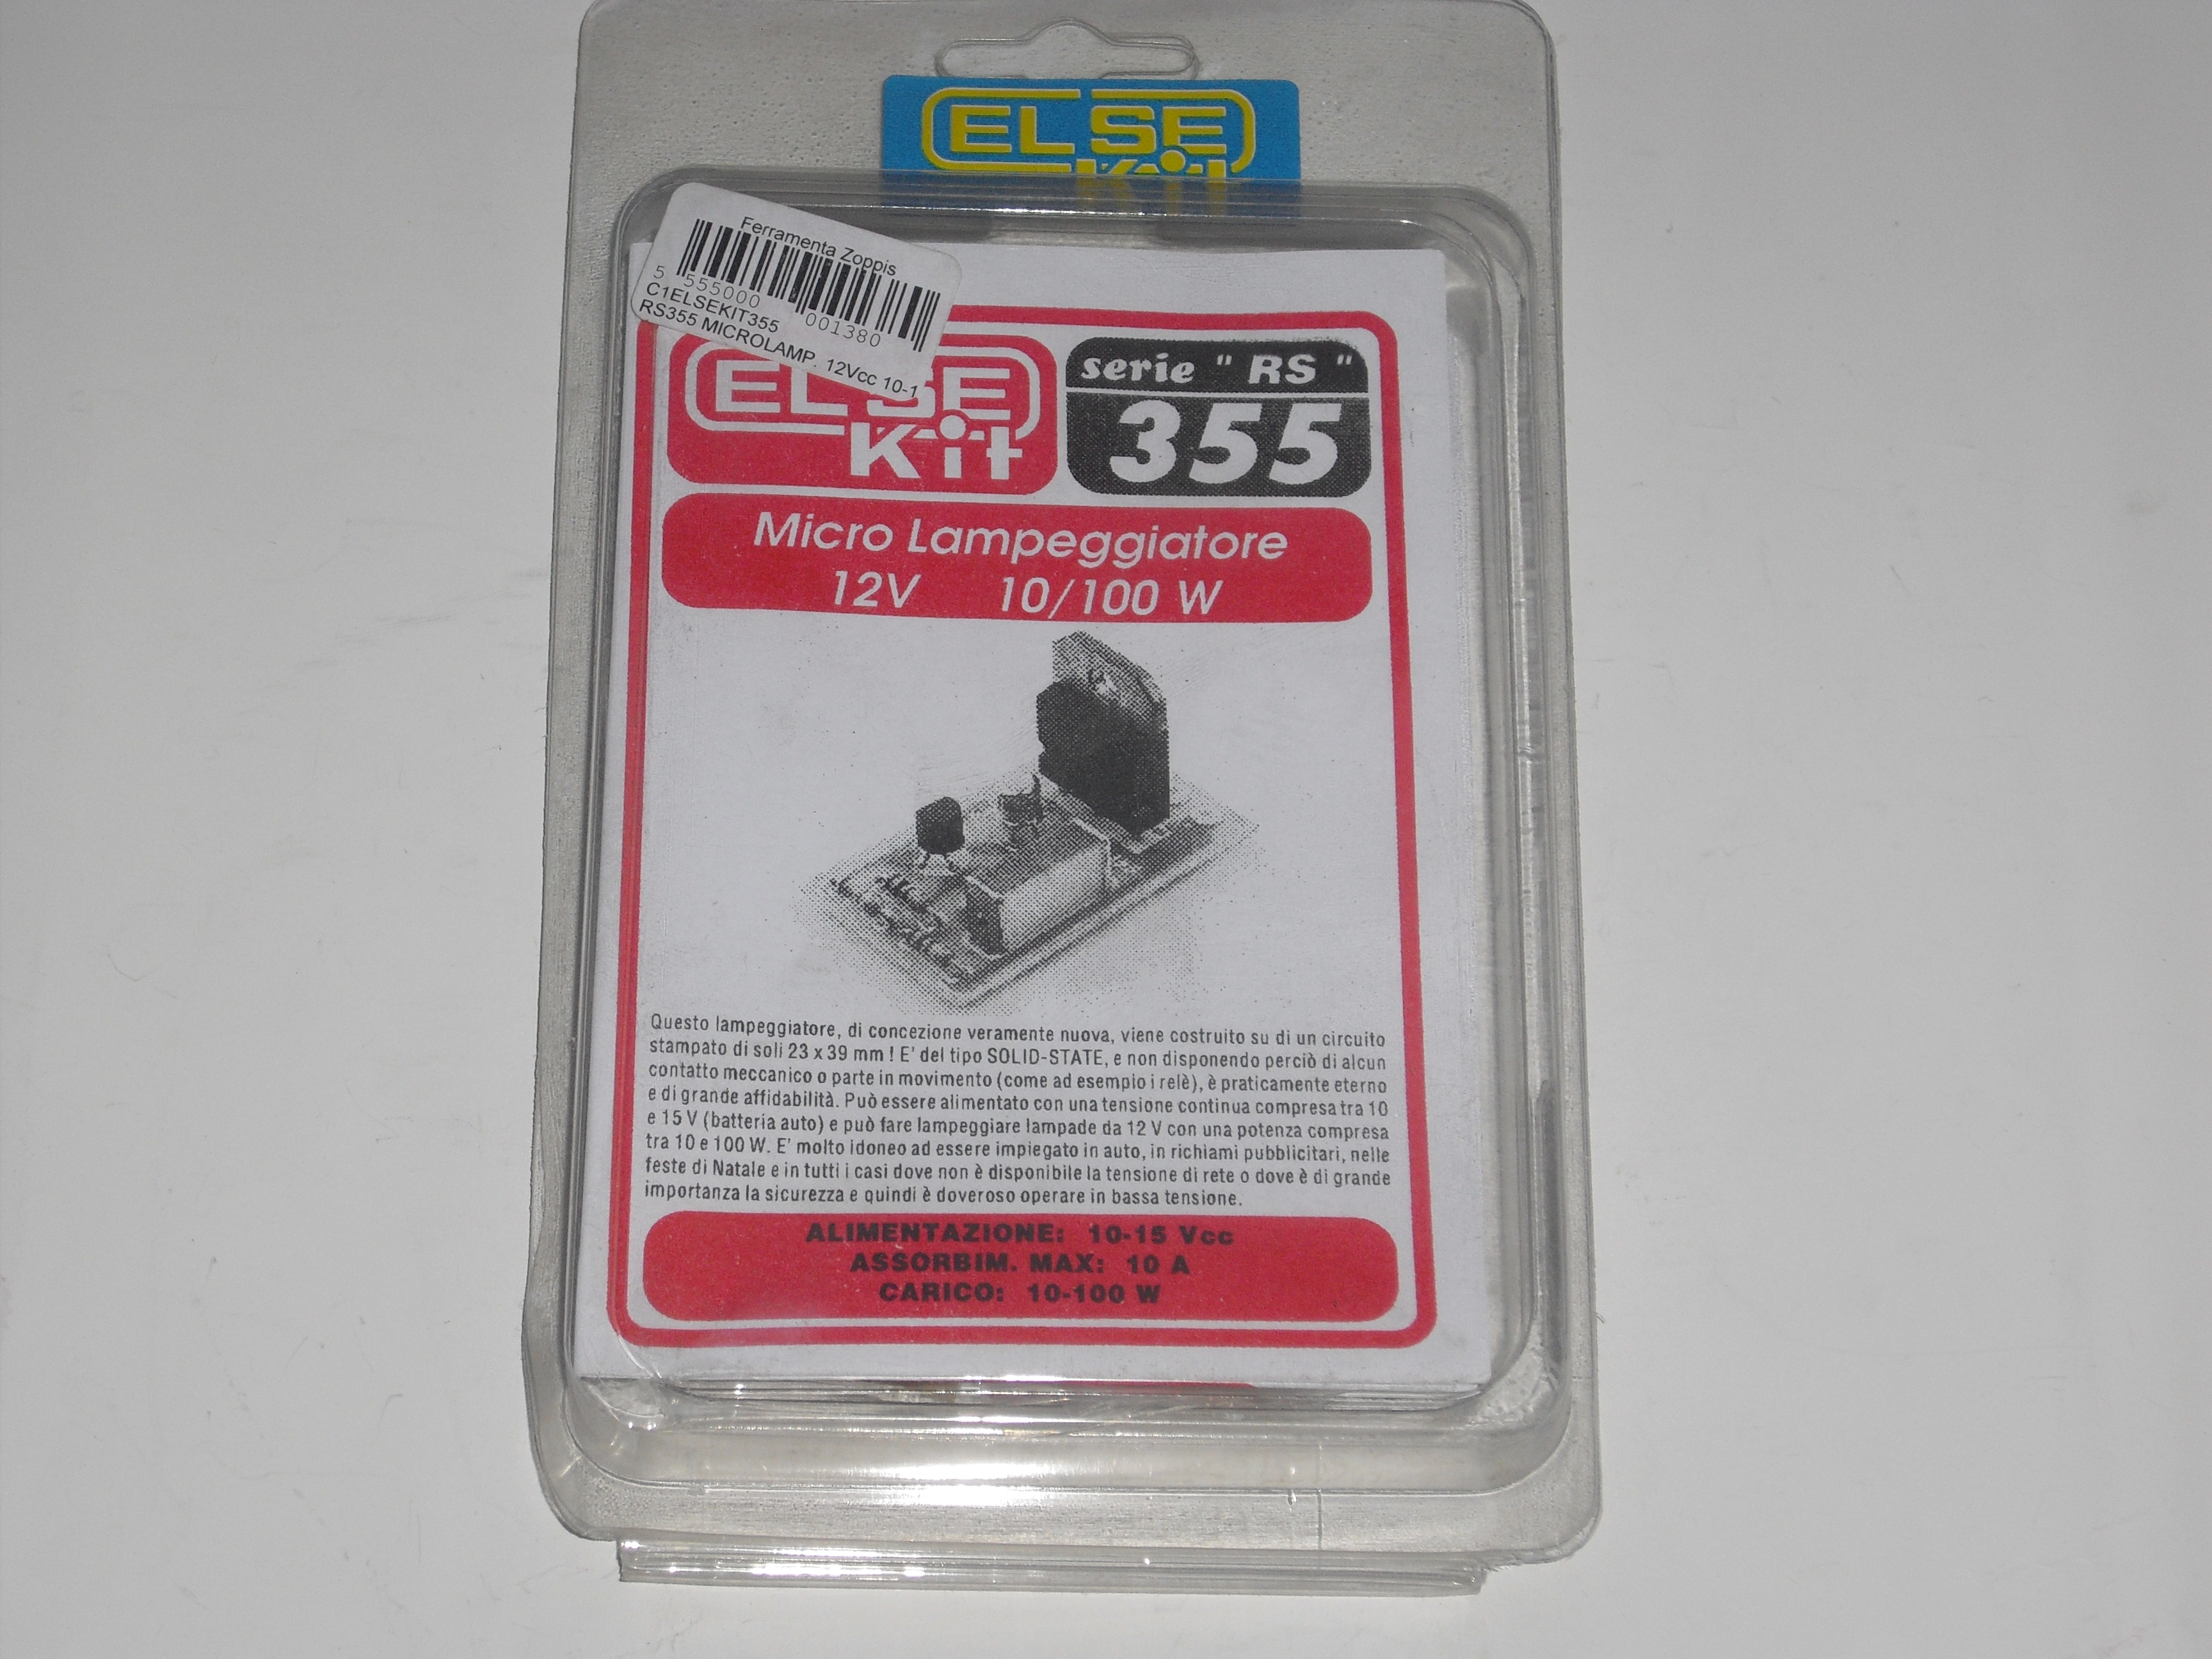 ELSE
Kit
Ferramenta Zoppis
5 555000 001380
C1ELSEKIT355
RS355 MICROLAMP. 12Vcc 10-1
ELSE
Kit
serie " RS "
355
Micro Lampeggiatore
12V 10/100 W
Questo lampeggiatore, di concezione veramente nuova, viene costruito su di un circuito
stampato di soli 23 x 39 mm ! E' del tipo SOLID-STATE, e non disponendo perciò di alcun
contatto meccanico o parte in movimento (come ad esempio i relè), è praticamente eterno
e di grande affidabilità. Può essere alimentato con una tensione continua compresa tra 10
e 15 V (batteria auto) e può fare lampeggiare lampade da 12 V con una potenza compresa
tra 10 e 100 W. E' molto idoneo ad essere impiegato in auto, in richiami pubblicitari, nelle
feste di Natale e in tutti i casi dove non è disponibile la tensione di rete o dove è di grande
importanza la sicurezza e quindi è doveroso operare in bassa tensione.
ALIMENTAZIONE: 10-15 Vcc
ASSORBIM. MAX: 10 A
CARICO: 10-100 W